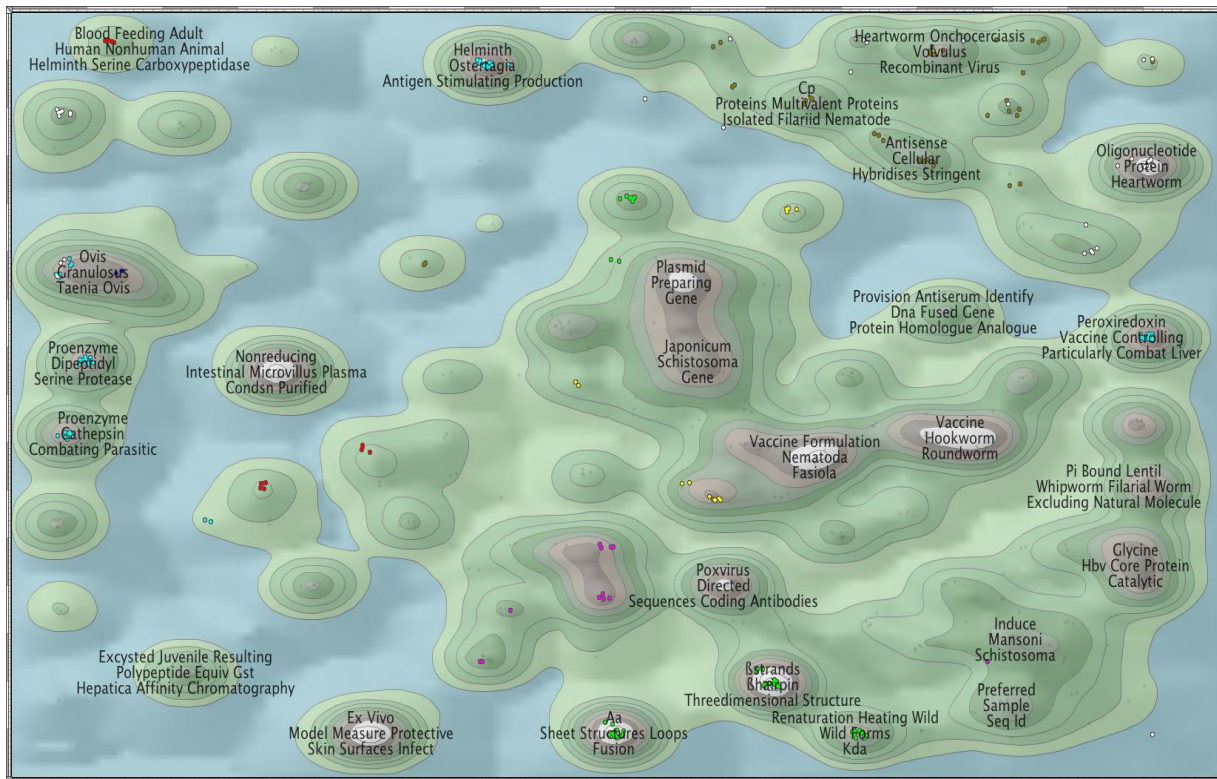 Blood Feeding Adult
Human Nonhuman Animal
Helminth Serine Carboxypeptidase
Helminth
Ostertagia
Antigen Stimulating Production
Heartworm Onchocerciasis
Volvulus
Recombinant Virus
Cp
Proteins Multivalent Proteins
Isolated Filariid Nematode
Antisense
Cellular
Hybridises Stringent
Oligonucleotide
Protein
Heartworm
Ovis
Granulosus
Taenia Ovis
Plasmid
Preparing
Gene
Provision Antiserum Identify
Dna Fused Gene
Protein Homologue Analogue
Peroxiredoxin
Vaccine Controlling
Particularly Combat Liver
Proenzyme
Dipeptidyl
Serine Protease
Nonreducing
Intestinal Microvillus Plasma
Condsn Purified
Japonicum
Schistosoma
Gene
Proenzyme
Cathepsin
Combating Parasitic
Vaccine Formulation
Nematoda
Fasiola
Vaccine
Hookworm
Roundworm
Pi Bound Lentil
Whipworm Filarial Worm
Excluding Natural Molecule
Glycine
Hbv Core Protein
Catalytic
Poxvirus
Directed
Sequences Coding Antibodies
Induce
Mansoni
Schistosoma
Excysted Juvenile Resulting
Polypeptide Equiv Gst
Hepatica Affinity Chromatography
ßstrands
ßhairpin
Threedimensional Structure
Preferred
Sample
Seq Id
Ex Vivo
Model Measure Protective
Skin Surfaces Infect
Aa
Sheet Structures Loops
Fusion
Renaturation Heating Wild
Wild Forms
Kda